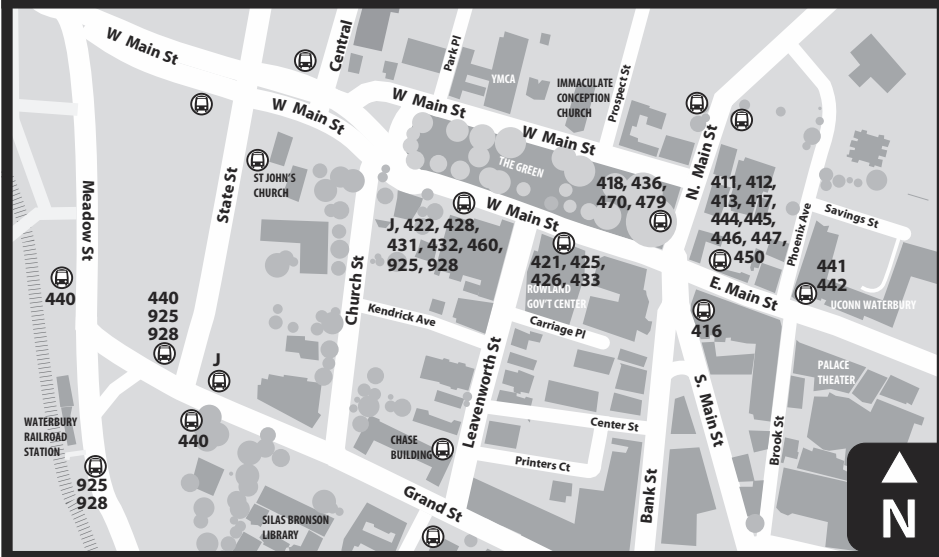 W Main St
Central
Park Pl
YMCA
IMMACULATE
CONCEPTION
CHURCH
Prospect St
N. Main St
W Main St
W Main St
W Main St
THE GREEN
ST JOHN'S
CHURCH
State St
Meadow St
W Main St
418, 436,
470, 479
411, 412,
413, 417,
444, 445,
446, 447,
450
Phoenix Ave
Savings St
J, 422, 428,
431, 432, 460,
925, 928
421, 425,
426, 433
ROWLAND
GOV'T CENTER
441
442
UCONN WATERBURY
E. Main St
416
440
440
925
928
J
Church St
Kendrick Ave
Carriage Pl
Leavenworth St
S. Main St
PALACE
THEATER
WATERBURY
RAILROAD
STATION
440
CHASE
BUILDING
Center St
Printers Ct
Brook St
Bank St
925
928
Grand St
SILAS BRONSON
LIBRARY
N